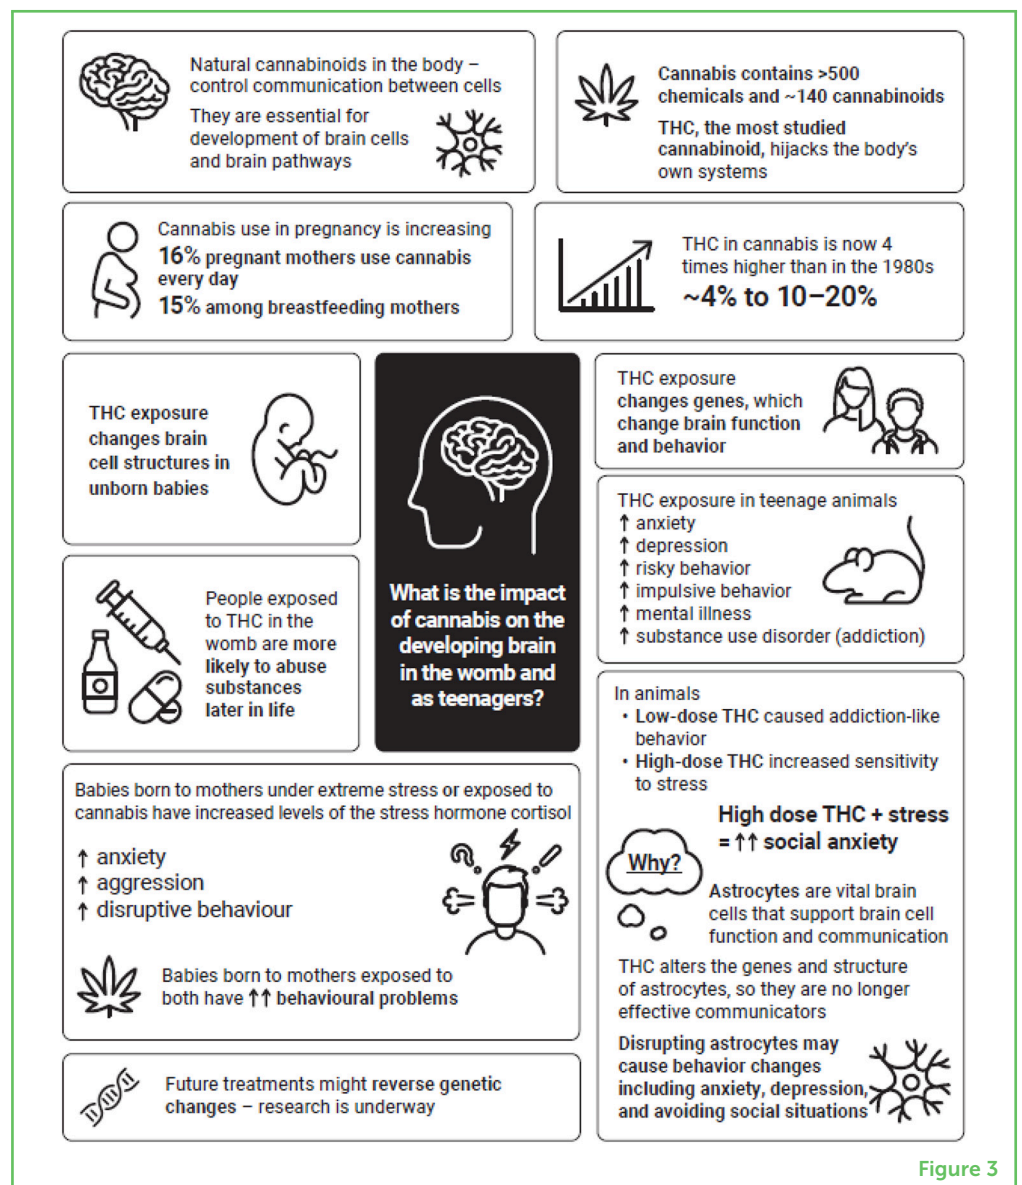 Natural cannabinoids in the body –
control communication between cells
They are essential for
development of brain cells
and brain pathways
Cannabis contains >500
chemicals and ~140 cannabinoids
THC, the most studied
cannabinoid, hijacks the body's
own systems
Cannabis use in pregnancy is increasing
16% pregnant mothers use cannabis
every day
15% among breastfeeding mothers
THC in cannabis is now 4
times higher than in the 1980s
~4% to 10–20%
THC exposure
changes brain
cell structures in
unborn babies
What is the impact
of cannabis on the
developing brain
in the womb and
as teenagers?
THC exposure
changes genes, which
change brain function
and behavior
THC exposure in teenage animals
↑ anxiety
↑ depression
↑ risky behavior
↑ impulsive behavior
↑ mental illness
↑ substance use disorder (addiction)
People exposed
to THC in the
womb are more
likely to abuse
substances
later in life
In animals
• Low-dose THC caused addiction-like
behavior
• High-dose THC increased sensitivity
to stress
High dose THC + stress
= ↑↑ social anxiety
Why?
Astrocytes are vital brain
cells that support brain cell
function and communication
THC alters the genes and structure
of astrocytes, so they are no longer
effective communicators
Disrupting astrocytes may
cause behavior changes
including anxiety, depression,
and avoiding social situations
Babies born to mothers under extreme stress or exposed to
cannabis have increased levels of the stress hormone cortisol
↑ anxiety
↑ aggression
↑ disruptive behaviour
Babies born to mothers exposed to
both have ↑↑ behavioural problems
Future treatments might reverse genetic
changes – research is underway
Figure 3